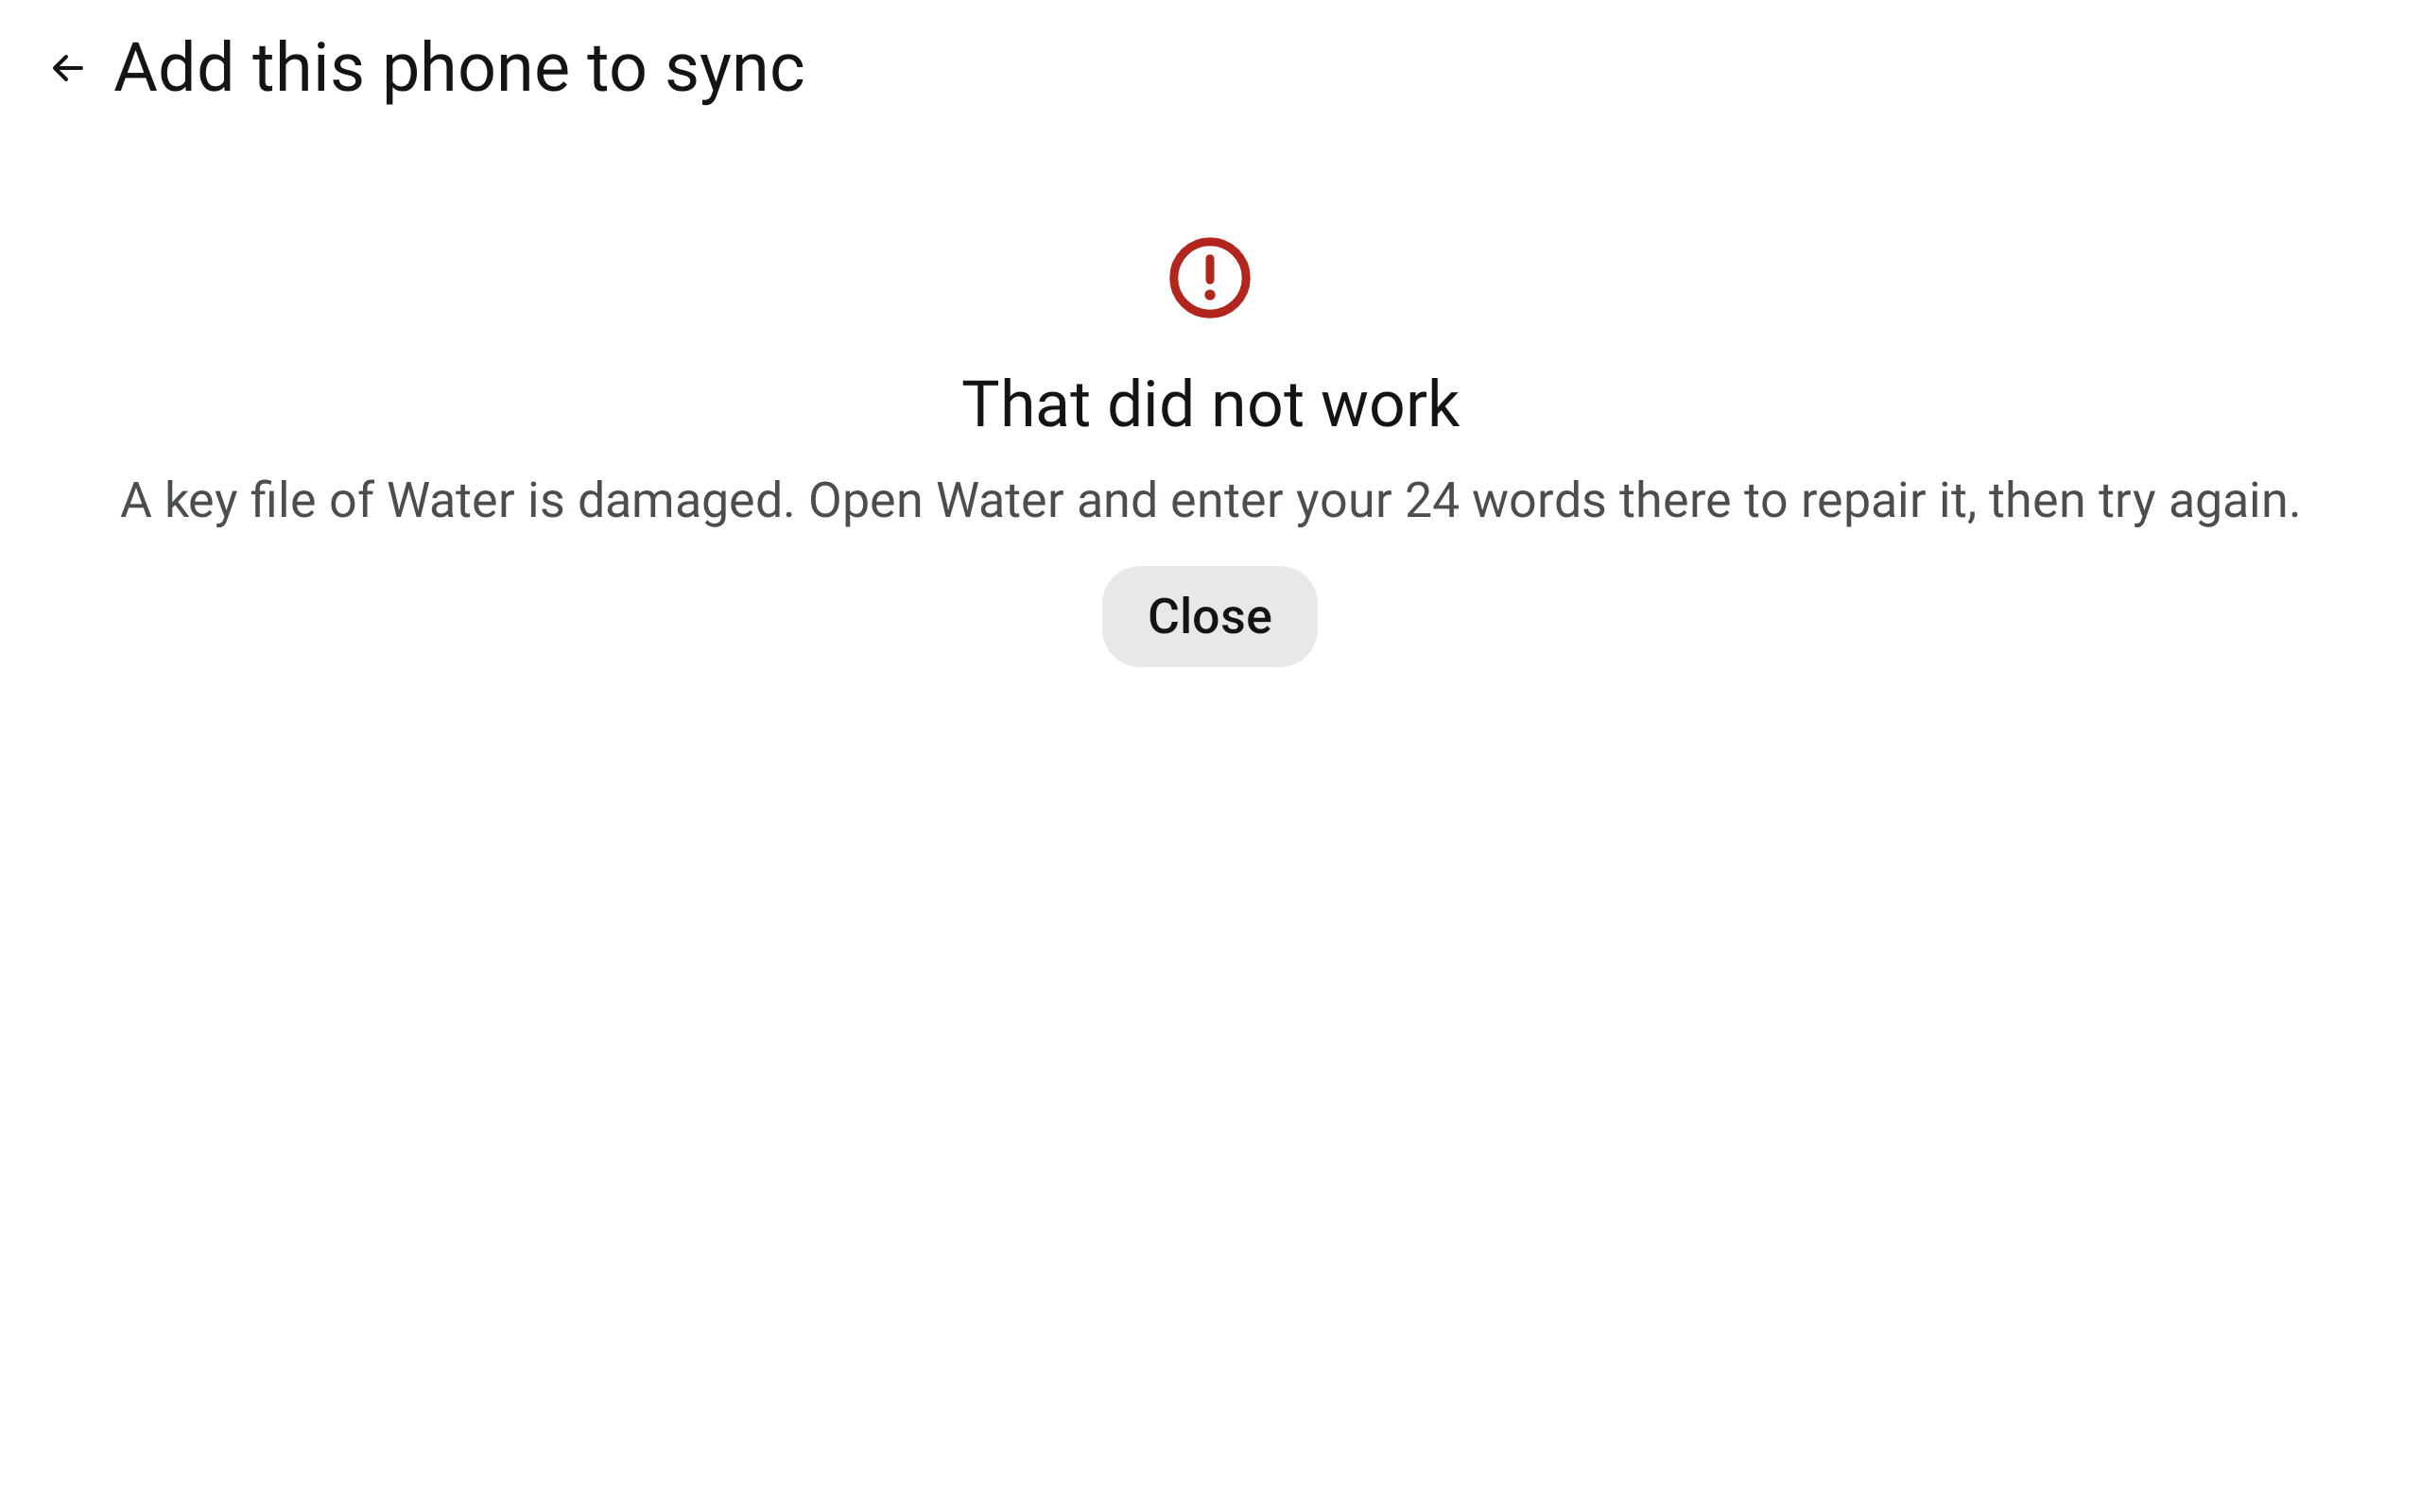 Add this phone to sync
That did not work
A key file of Water is damaged. Open Water and enter your 24 words there to repair it, then try again.
Close